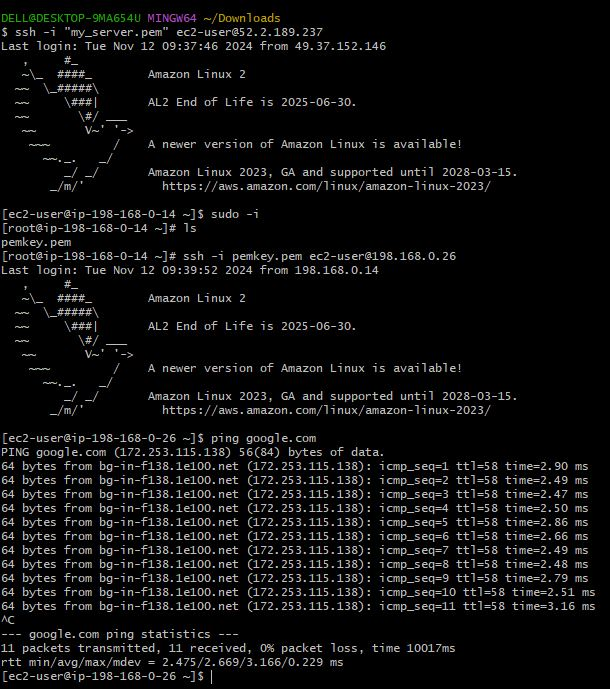 DELL@DESKTOP-9MA654U MINGW64 ~/Downloads
$ ssh -i "my_server.pem" ec2-user@52.2.189.237
Last login: Tue Nov 12 09:37:46 2024 from 49.37.152.146
   ,     #_
   ~\_  ####_        Amazon Linux 2
  ~~  \_#####\
  ~~     \###|       AL2 End of Life is 2025-06-30.
  ~~       \#/ ___
   ~~       V~' '->
    ~~~         /    A newer version of Amazon Linux is available!
      ~~._.   _/
         _/ _/       Amazon Linux 2023, GA and supported until 2028-03-15.
       _/m/'           https://aws.amazon.com/linux/amazon-linux-2023/
[ec2-user@ip-198-168-0-14 ~]$ sudo -i
[root@ip-198-168-0-14 ~]# ls
pemkey.pem
[root@ip-198-168-0-14 ~]# ssh -i pemkey.pem ec2-user@198.168.0.26
Last login: Tue Nov 12 09:39:52 2024 from 198.168.0.14
   ,     #_
   ~\_  ####_        Amazon Linux 2
  ~~  \_#####\
  ~~     \###|       AL2 End of Life is 2025-06-30.
  ~~       \#/ ___
   ~~       V~' '->
    ~~~         /    A newer version of Amazon Linux is available!
      ~~._.   _/
         _/ _/       Amazon Linux 2023, GA and supported until 2028-03-15.
       _/m/'           https://aws.amazon.com/linux/amazon-linux-2023/
[ec2-user@ip-198-168-0-26 ~]$ ping google.com
PING google.com (172.253.115.138) 56(84) bytes of data.
64 bytes from bg-in-f138.1e100.net (172.253.115.138): icmp_seq=1 ttl=58 time=2.90 ms
64 bytes from bg-in-f138.1e100.net (172.253.115.138): icmp_seq=2 ttl=58 time=2.49 ms
64 bytes from bg-in-f138.1e100.net (172.253.115.138): icmp_seq=3 ttl=58 time=2.47 ms
64 bytes from bg-in-f138.1e100.net (172.253.115.138): icmp_seq=4 ttl=58 time=2.50 ms
64 bytes from bg-in-f138.1e100.net (172.253.115.138): icmp_seq=5 ttl=58 time=2.86 ms
64 bytes from bg-in-f138.1e100.net (172.253.115.138): icmp_seq=6 ttl=58 time=2.66 ms
64 bytes from bg-in-f138.1e100.net (172.253.115.138): icmp_seq=7 ttl=58 time=2.49 ms
64 bytes from bg-in-f138.1e100.net (172.253.115.138): icmp_seq=8 ttl=58 time=2.48 ms
64 bytes from bg-in-f138.1e100.net (172.253.115.138): icmp_seq=9 ttl=58 time=2.79 ms
64 bytes from bg-in-f138.1e100.net (172.253.115.138): icmp_seq=10 ttl=58 time=2.51 ms
64 bytes from bg-in-f138.1e100.net (172.253.115.138): icmp_seq=11 ttl=58 time=3.16 ms
^C
--- google.com ping statistics ---
11 packets transmitted, 11 received, 0% packet loss, time 10017ms
rtt min/avg/max/mdev = 2.475/2.669/3.166/0.229 ms
[ec2-user@ip-198-168-0-26 ~]$